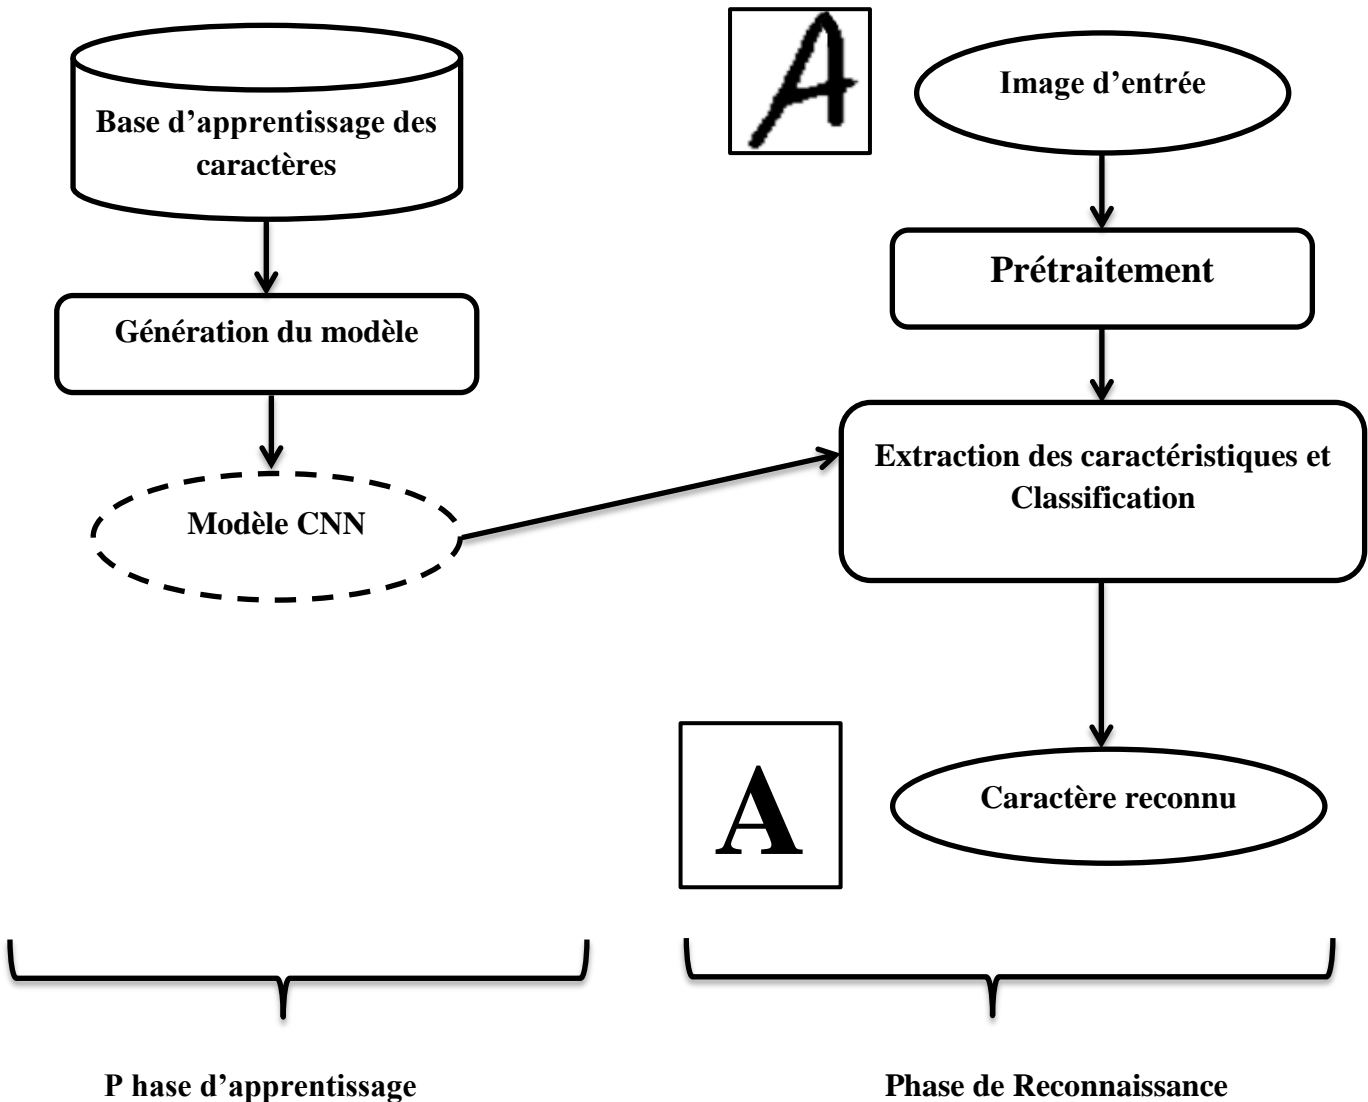 Base d’apprentissage des
caractères
Génération du modèle
Modèle CNN
A
Image d’entrée
Prétraitement
Extraction des caractéristiques et
Classification
A
Caractère reconnu
P hase d’apprentissage
Phase de Reconnaissance